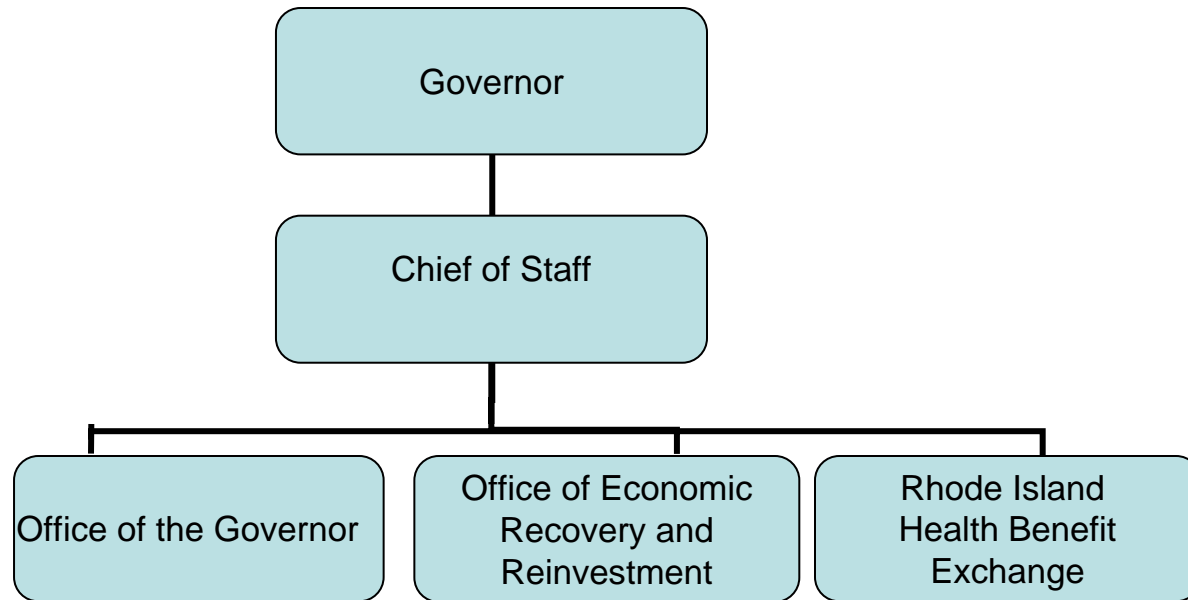 Governor
Chief of Staff
Office of the Governor
Office of Economic
Recovery and
Reinvestment
Rhode Island
Health Benefit
Exchange